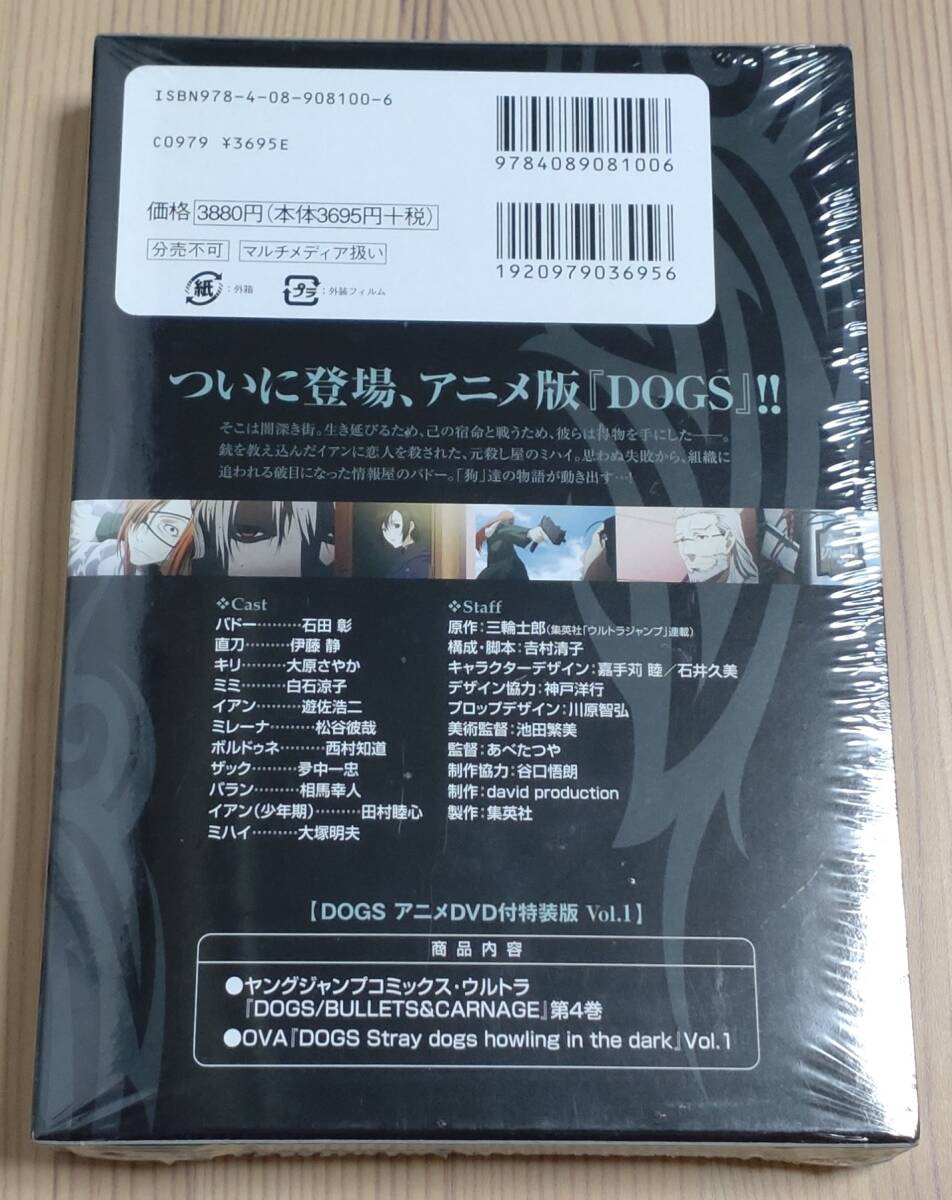 ISBN978-4-08-908100-6
C0979 ¥3695E
9784089081006
価格 3880円(本体3695円+税)
分売不可 マルチメディア扱い
1920979036956
紙 :外箱 プラ :外装フィルム
ついに登場、アニメ版『DOGS』!!
そこは闇深き街。生き延びるため、己の宿命と戦うため、彼らは得物を手にした――。
銃を教え込んだイアンに恋人を殺された、元殺し屋のミハイ。思わぬ失敗から、組織に
追われる破目になった情報屋のバドー。「狗」達の物語が動き出す…!
❖Cast
バドー………石田 彰
直刀………伊藤 静
キリ………大原さやか
ミミ………白石涼子
イアン………遊佐浩二
ミレーナ………松谷彼哉
ボルドゥネ………西村知道
ザック………夢中一忠
バラン………相馬幸人
イアン(少年期)………田村睦心
ミハイ………大塚明夫
❖Staff
原作:三輪士郎(集英社「ウルトラジャンプ」連載)
構成・脚本:吉村清子
キャラクターデザイン:嘉手苅 睦/石井久美
デザイン協力:神戸洋行
プロップデザイン:川原智弘
美術監督:池田繁美
監督:あべたつや
制作協力:谷口悟朗
制作:david production
製作:集英社
【DOGS アニメDVD付特装版 Vol.1】
商品内容
●ヤングジャンプコミックス・ウルトラ
『DOGS/BULLETS&CARNAGE』第4巻
●OVA『DOGS Stray dogs howling in the dark』Vol.1